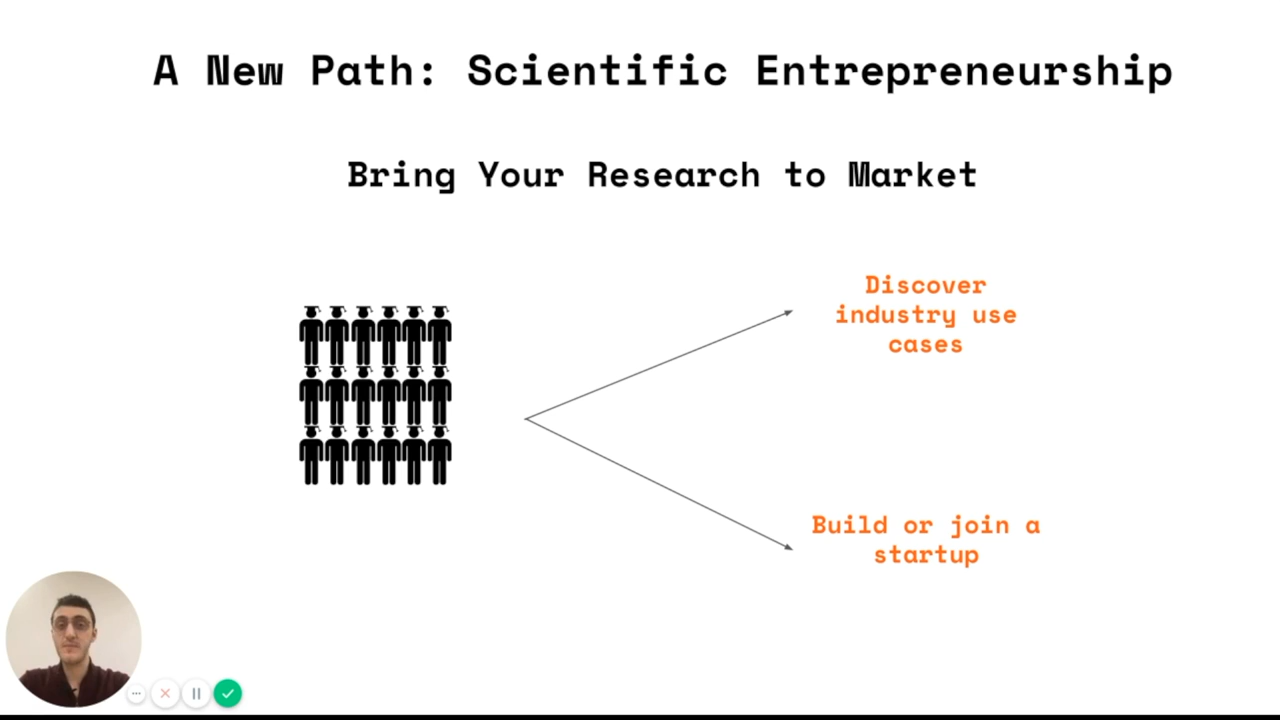 A New Path: Scientific Entrepreneurship
Bring Your Research to Market
Discover
industry use
cases
Build or join a
startup